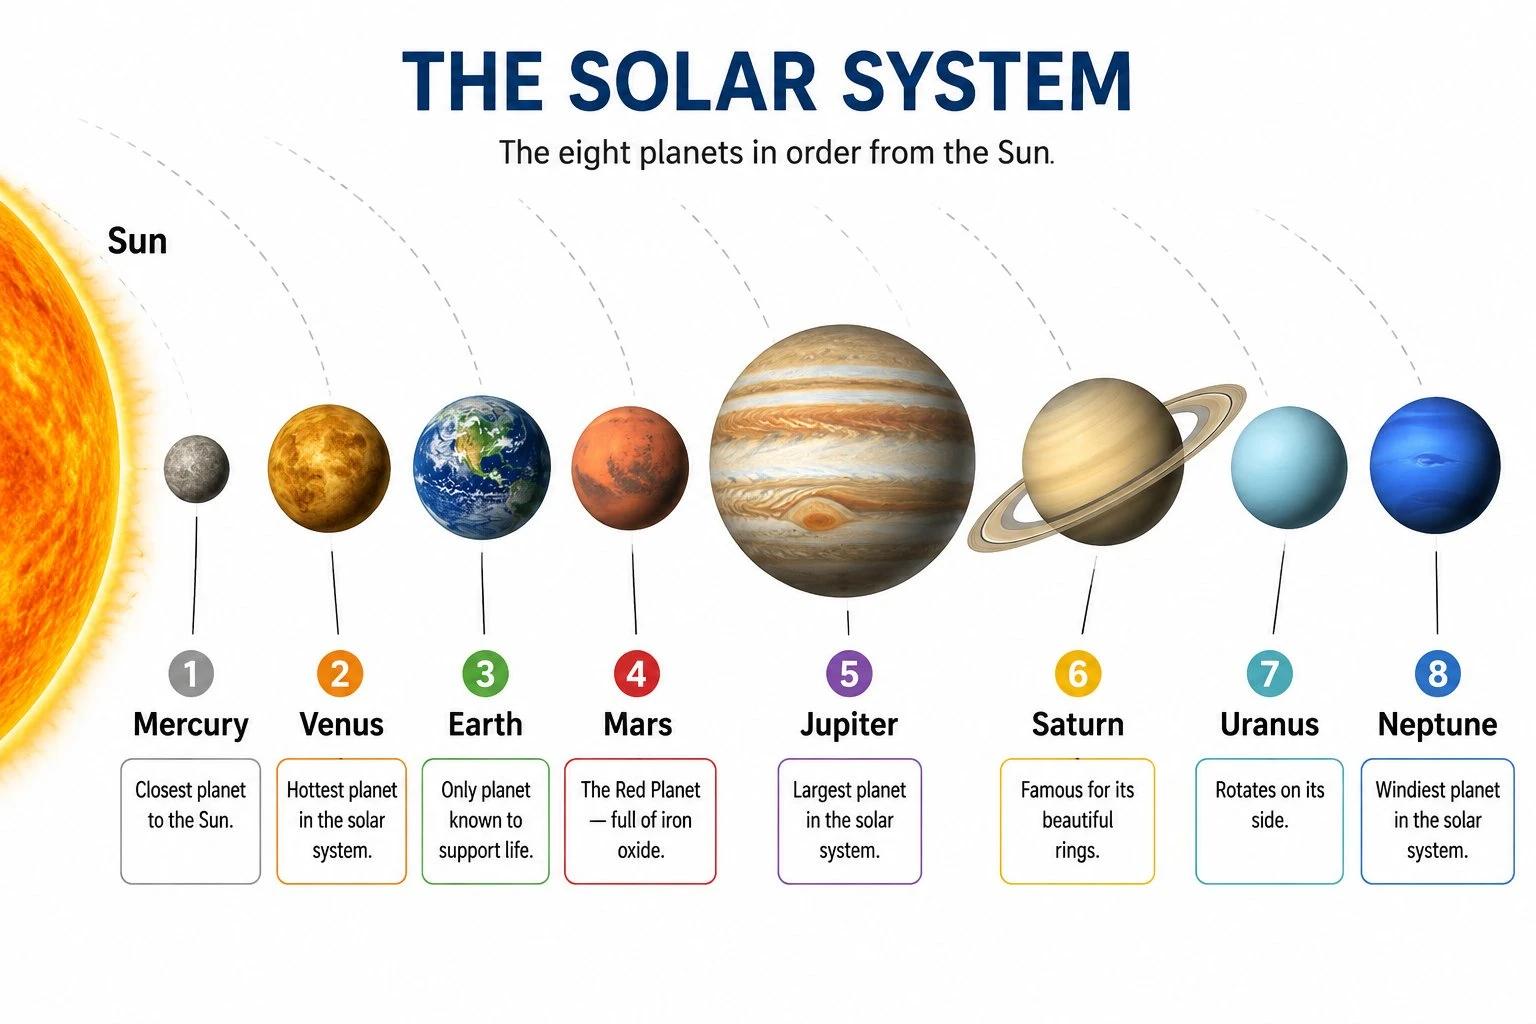 THE SOLAR SYSTEM
The eight planets in order from the Sun.
Sun
1
Mercury
Closest planet
to the Sun.
2
Venus
Hottest planet
in the solar
system.
3
Earth
Only planet
known to
support life.
4
Mars
The Red Planet
— full of iron
oxide.
5
Jupiter
Largest planet
in the solar
system.
6
Saturn
Famous for its
beautiful
rings.
7
Uranus
Rotates on its
side.
8
Neptune
Windiest planet
in the solar
system.